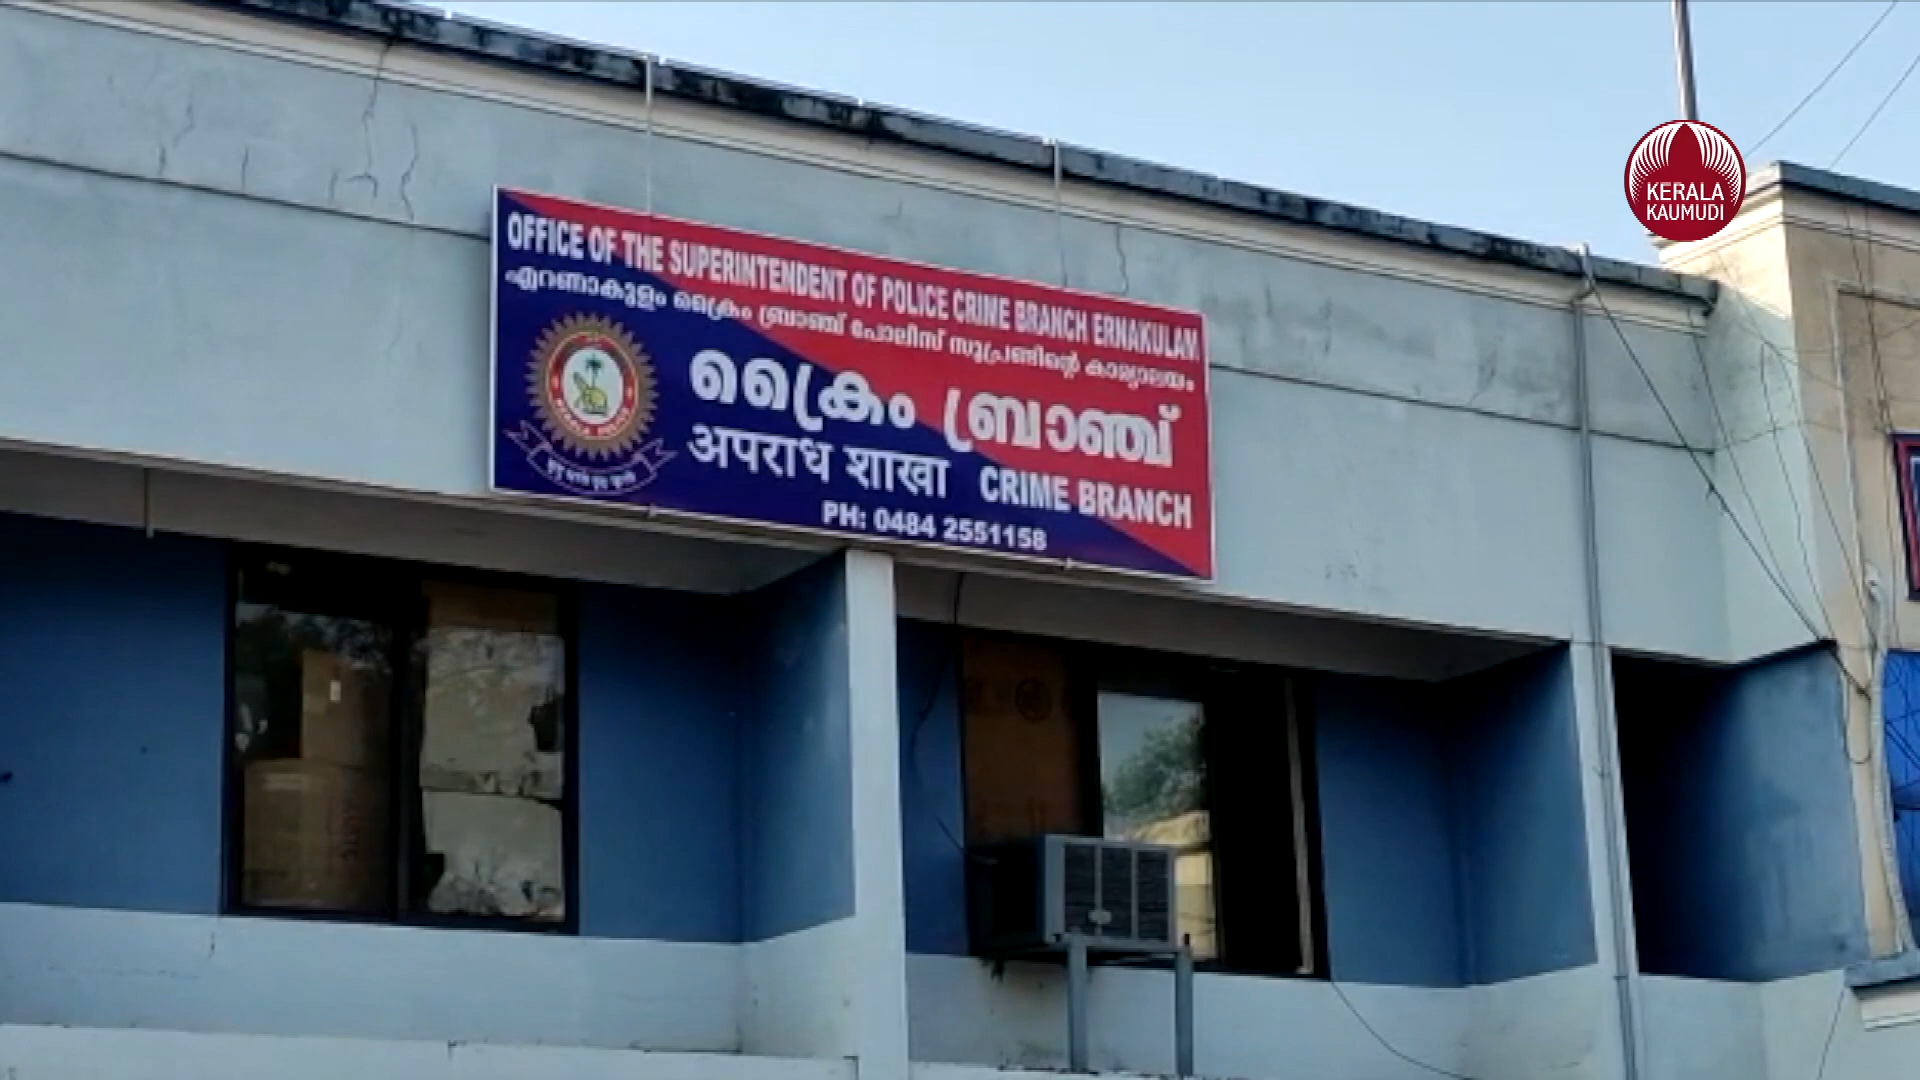 OFFICE OF THE SUPERINTENDENT OF POLICE CRIME BRANCH ERNAKULAM
എറണാകുളം ക്രൈം ബ്രാഞ്ച് പോലിസ് സൂപ്രണ്ടിന്റെ കാര്യാലയം
ക്രൈം ബ്രാഞ്ച്
अपराध शाखा CRIME BRANCH
PH: 0484 2551158
KERALA
KAUMUDI